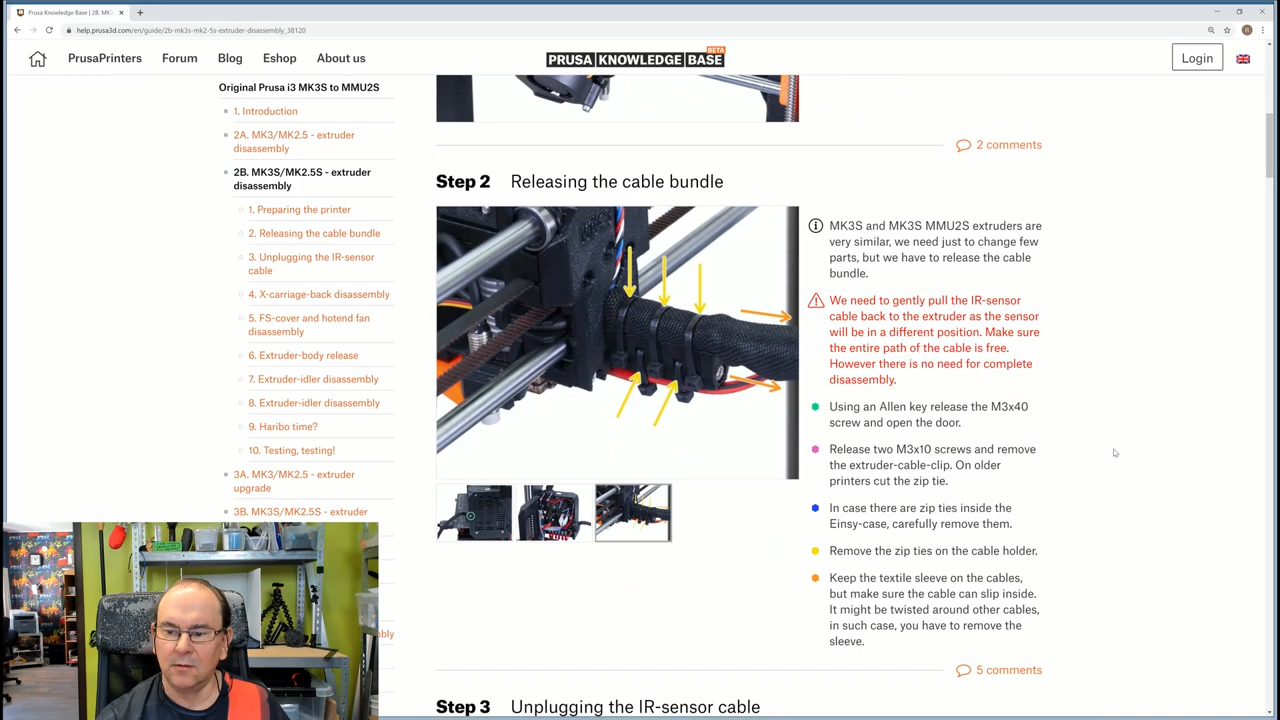 Prusa Knowledge Base | 2B. MK3
help.prusa3d.com/en/guide/2b-mk3s-mk2-5s-extruder-disassembly_38120
PrusaPrinters
Forum
Blog
Eshop
About us
PRUSA KNOWLEDGE BASE
BETA
Login
Original Prusa i3 MK3S to MMU2S
1. Introduction
2A. MK3/MK2.5 - extruder
disassembly
2B. MK3S/MK2.5S - extruder
disassembly
1. Preparing the printer
2. Releasing the cable bundle
3. Unplugging the IR-sensor
cable
4. X-carriage-back disassembly
5. FS-cover and hotend fan
disassembly
6. Extruder-body release
7. Extruder-idler disassembly
8. Extruder-idler disassembly
9. Haribo time?
10. Testing, testing!
3A. MK3/MK2.5 - extruder
upgrade
3B. MK3S/MK2.5S - extruder
2 comments
Step 2 Releasing the cable bundle
MK3S and MK3S MMU2S extruders are
very similar, we need just to change few
parts, but we have to release the cable
bundle.
We need to gently pull the IR-sensor
cable back to the extruder as the sensor
will be in a different position. Make sure
the entire path of the cable is free.
However there is no need for complete
disassembly.
Using an Allen key release the M3x40
screw and open the door.
Release two M3x10 screws and remove
the extruder-cable-clip. On older
printers cut the zip tie.
In case there are zip ties inside the
Einsy-case, carefully remove them.
Remove the zip ties on the cable holder.
Keep the textile sleeve on the cables,
but make sure the cable can slip inside.
It might be twisted around other cables,
in such case, you have to remove the
sleeve.
5 comments
Step 3 Unplugging the IR-sensor cable